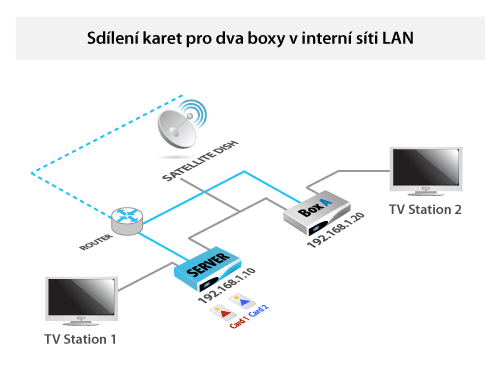 Sdílení karet pro dva boxy v interní síti LAN
SATELLITE DISH
TV Station 2
Box A
192.168.1.20
ROUTER
SERVER
192.168.1.10
Card 1
Card 2
TV Station 1